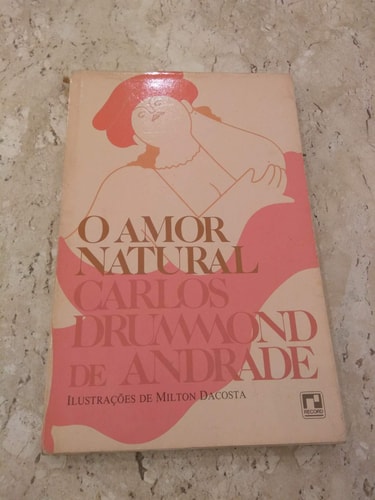 O AMOR
NATURAL
CARLOS
DRUMMOND
DE ANDRADE
ILUSTRAÇÕES DE MILTON DACOSTA
RECORD